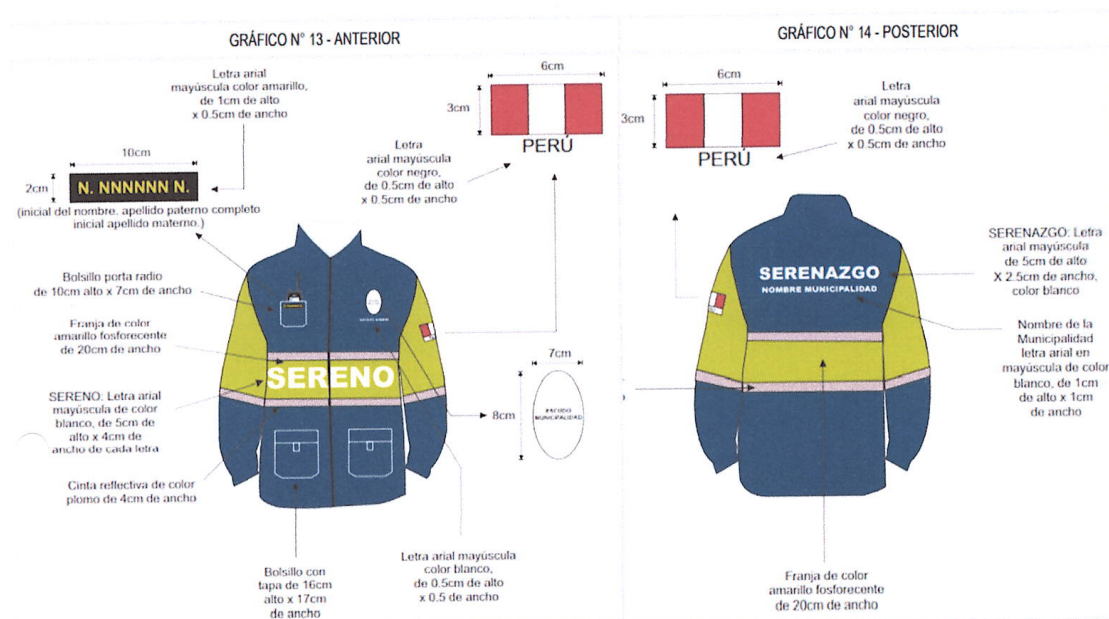 GRÁFICO N° 13 - ANTERIOR
Letra arial
mayúscula color amarillo,
de 1cm de alto
x 0.5cm de ancho
10cm
2cm
N. NNNNNN N.
(inicial del nombre. apellido paterno completo
inicial apellido materno.)
6cm
3cm
PERÚ
Letra
arial mayúscula
color negro,
de 0.5cm de alto
x 0.5cm de ancho
Bolsillo porta radio
de 10cm alto x 7cm de ancho
Franja de color
amarillo fosforecente
de 20cm de ancho
SERENO
SERENO: Letra arial
mayúscula de color
blanco, de 5cm de
alto x 4cm de
ancho de cada letra
Cinta reflectiva de color
plomo de 4cm de ancho
7cm
8cm
ESCUDO
MUNICIPALIDAD
Bolsillo con
tapa de 16cm
alto x 17cm
de ancho
Letra arial mayúscula
color blanco,
de 0.5cm de alto
x 0.5 de ancho
GRÁFICO N° 14 - POSTERIOR
6cm
3cm
PERÚ
Letra
arial mayúscula
color negro,
de 0.5cm de alto
x 0.5cm de ancho
SERENAZGO
NOMBRE MUNICIPALIDAD
SERENAZGO: Letra
arial mayúscula
de 5cm de alto
X 2.5cm de ancho,
color blanco
Nombre de la
Municipalidad
letra arial en
mayúscula de color
blanco, de 1cm
de alto x 1cm
de ancho
Franja de color
amarillo fosforecente
de 20cm de ancho